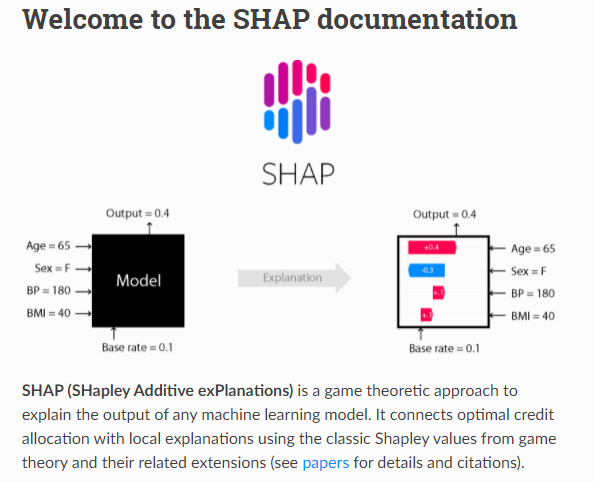 Welcome to the SHAP documentation
SHAP
Output = 0.4
Age = 65
Sex = F
BP = 180
BMI = 40
Model
Base rate = 0.1
Explanation
Output = 0.4
+0.4
-0.3
+.1
+.1
Age = 65
Sex = F
BP = 180
BMI = 40
Base rate = 0.1
SHAP (SHapley Additive exPlanations) is a game theoretic approach to
explain the output of any machine learning model. It connects optimal credit
allocation with local explanations using the classic Shapley values from game
theory and their related extensions (see papers for details and citations).